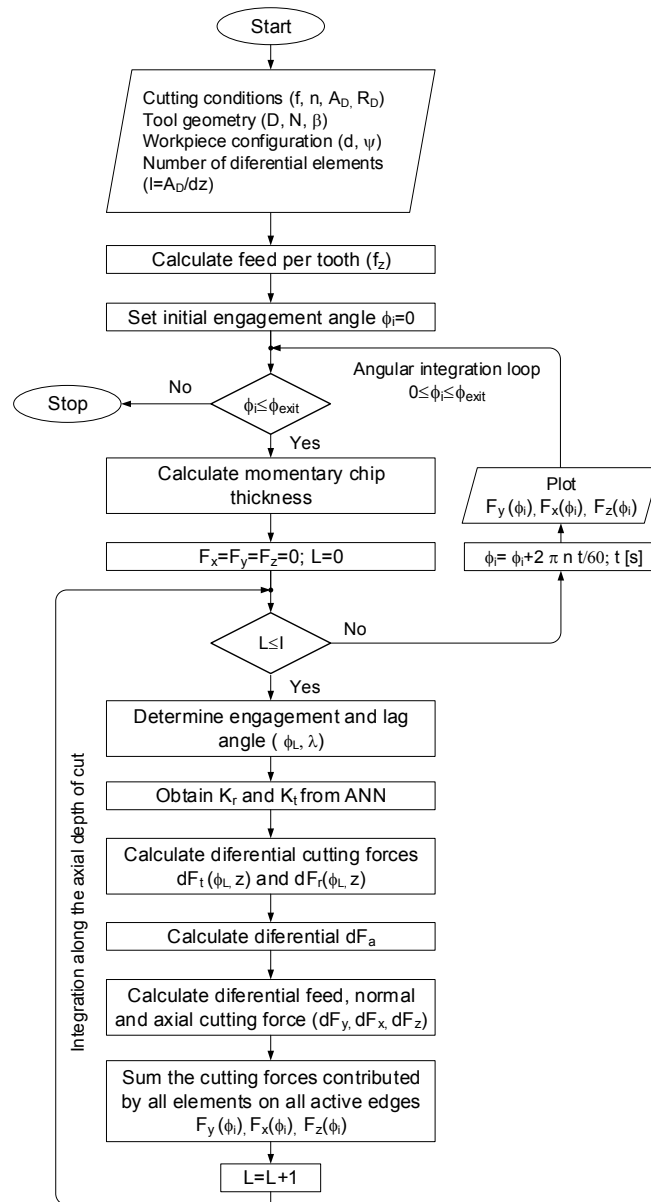 Start
Cutting conditions (f, n, A_D, R_D)
Tool geometry (D, N, β)
Workpiece configuration (d, ψ)
Number of diferential elements
(I=A_D/dz)
Calculate feed per tooth (f_z)
Set initial engagement angle ϕ_i=0
Angular integration loop
0≤ϕ_i≤ϕ_exit
No
Stop
ϕ_i≤ϕ_exit
Yes
Calculate momentary chip
thickness
Plot
F_y (ϕ_i), F_x(ϕ_i), F_z(ϕ_i)
F_x=F_y=F_z=0; L=0
ϕ_i= ϕ_i+2 π n t/60; t [s]
L≤I
No
Yes
Determine engagement and lag
angle ( ϕ_L, λ)
Obtain K_r and K_t from ANN
Calculate diferential cutting forces
dF_t (ϕ_L, z) and dF_r(ϕ_L, z)
Calculate diferential dF_a
Calculate diferential feed, normal
and axial cutting force (dF_y, dF_x, dF_z)
Sum the cutting forces contributed
by all elements on all active edges
F_y (ϕ_i), F_x(ϕ_i), F_z(ϕ_i)
L=L+1
Integration along the axial depth of cut